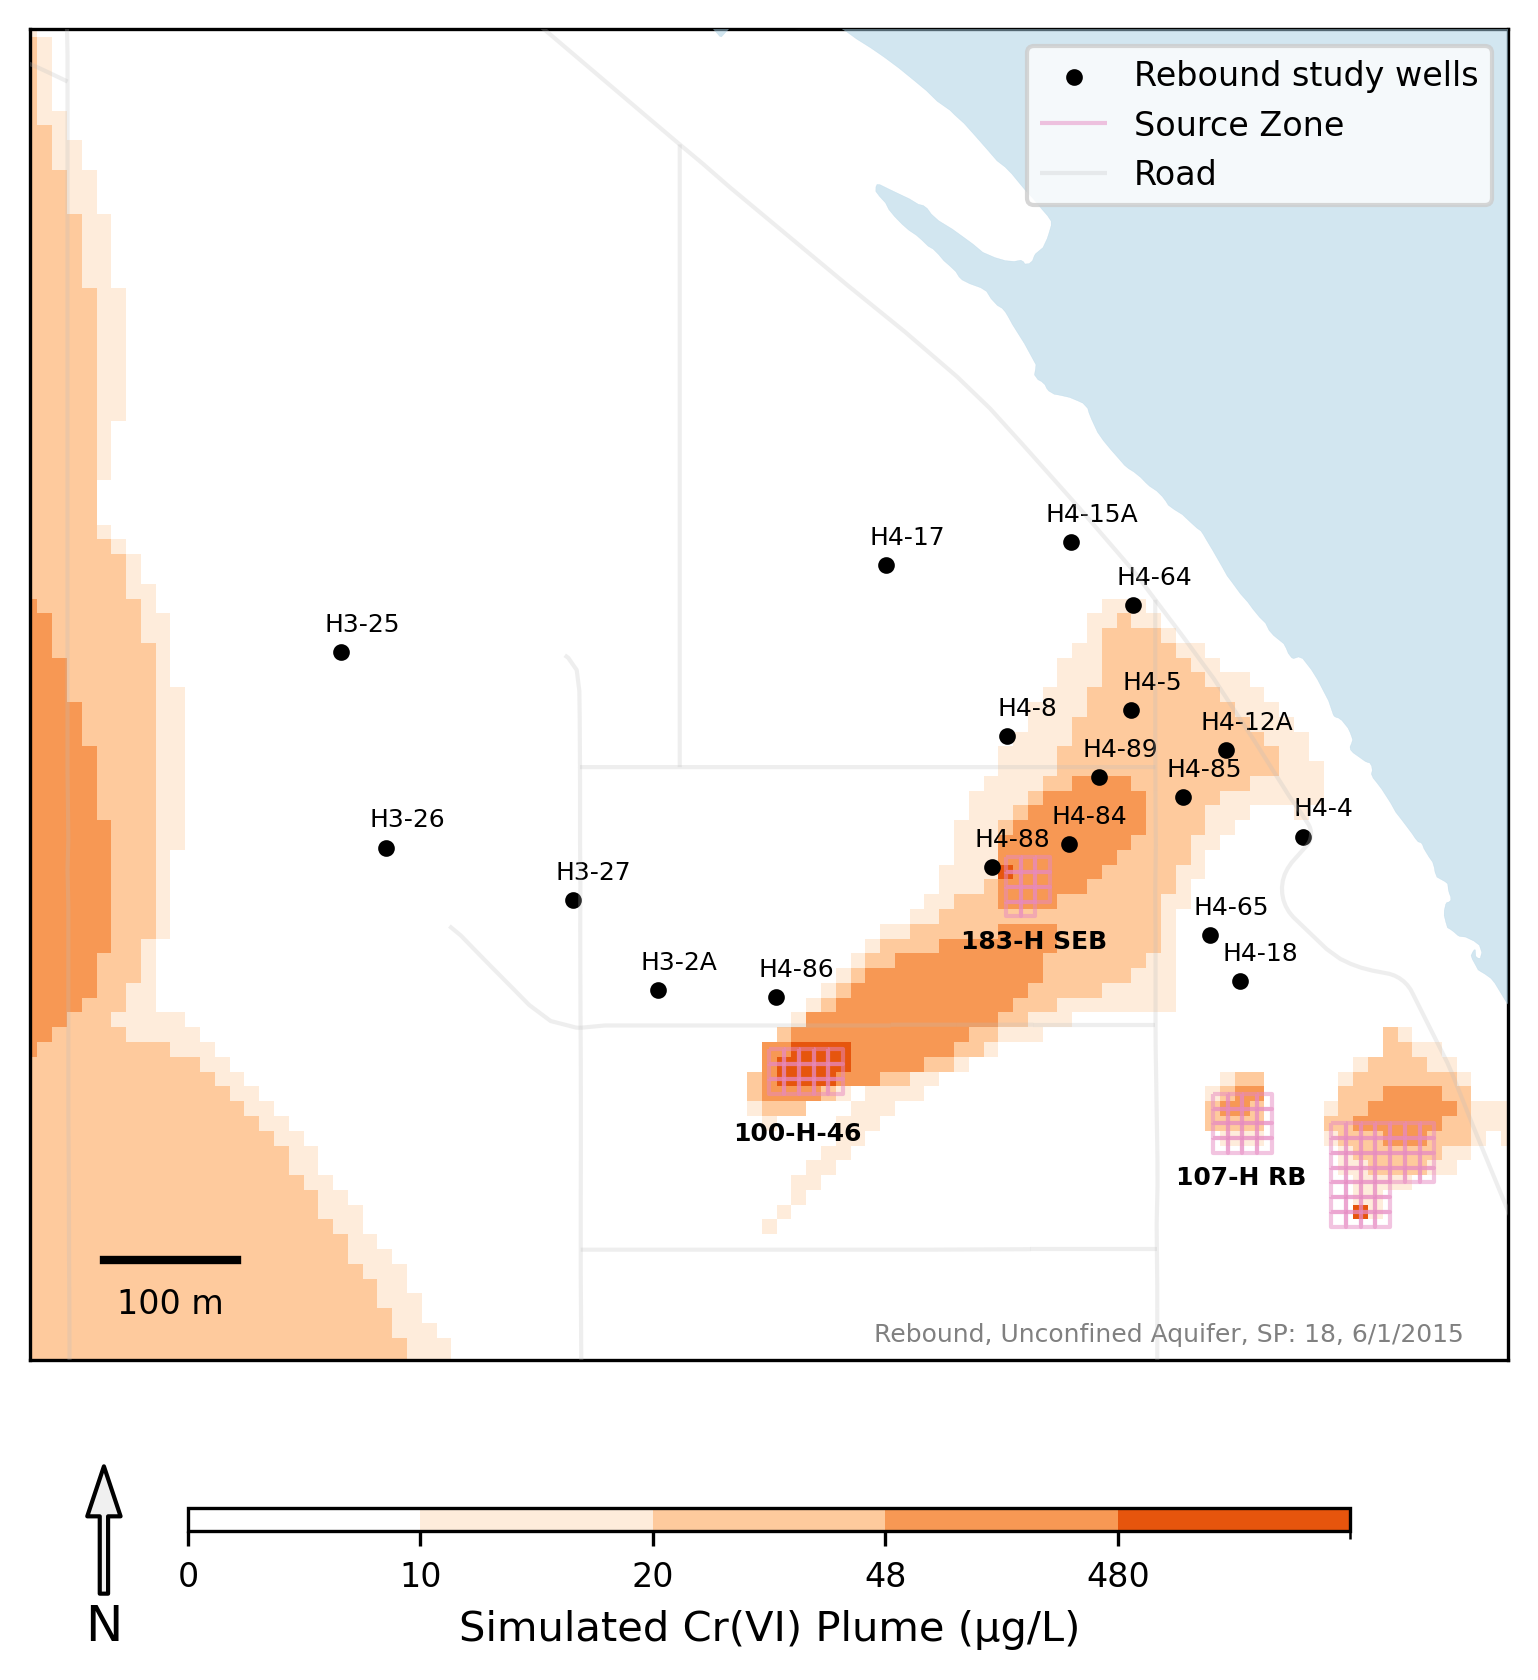 Rebound study wells
Source Zone
Road
H4-15A
H4-17
H4-64
H3-25
H4-5
H4-8
H4-12A
H4-89
H4-85
H4-4
H4-84
H3-26
H4-88
H3-27
H4-65
183-H SEB
H4-18
H3-2A
H4-86
100-H-46
107-H RB
100 m
Rebound, Unconfined Aquifer, SP: 18, 6/1/2015
0 10 20 48 480
N
Simulated Cr(VI) Plume (μg/L)